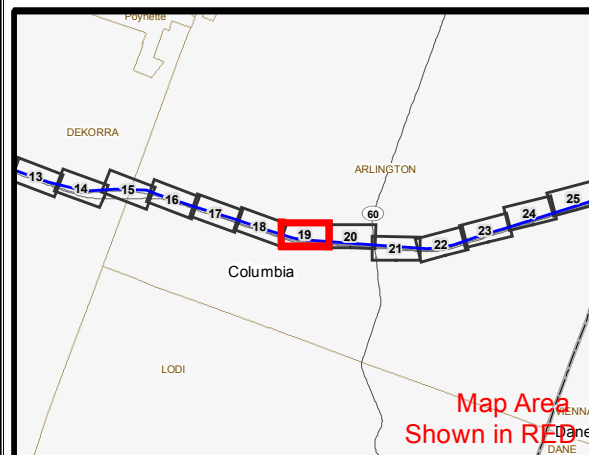 Poynette
DEKORRA
ARLINGTON
13
14
15
16
17
18
19
20
21
22
23
24
25
60
Columbia
LODI
Map Area
Shown in RED
VIENNA
Dane
DANE